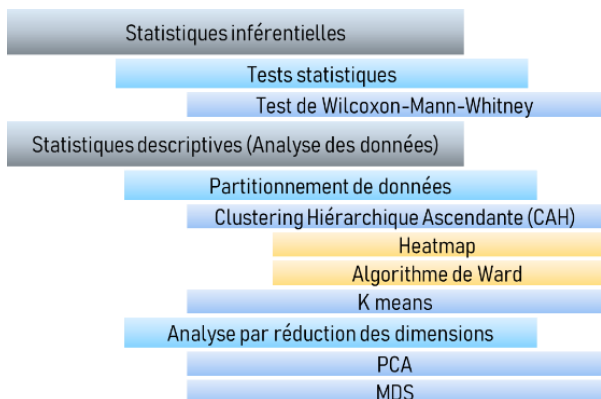 Statistiques inférentielles
Tests statistiques
Test de Wilcoxon-Mann-Whitney
Statistiques descriptives (Analyse des données)
Partitionnement de données
Clustering Hiérarchique Ascendante (CAH)
Heatmap
Algorithme de Ward
K means
Analyse par réduction des dimensions
PCA
MDS